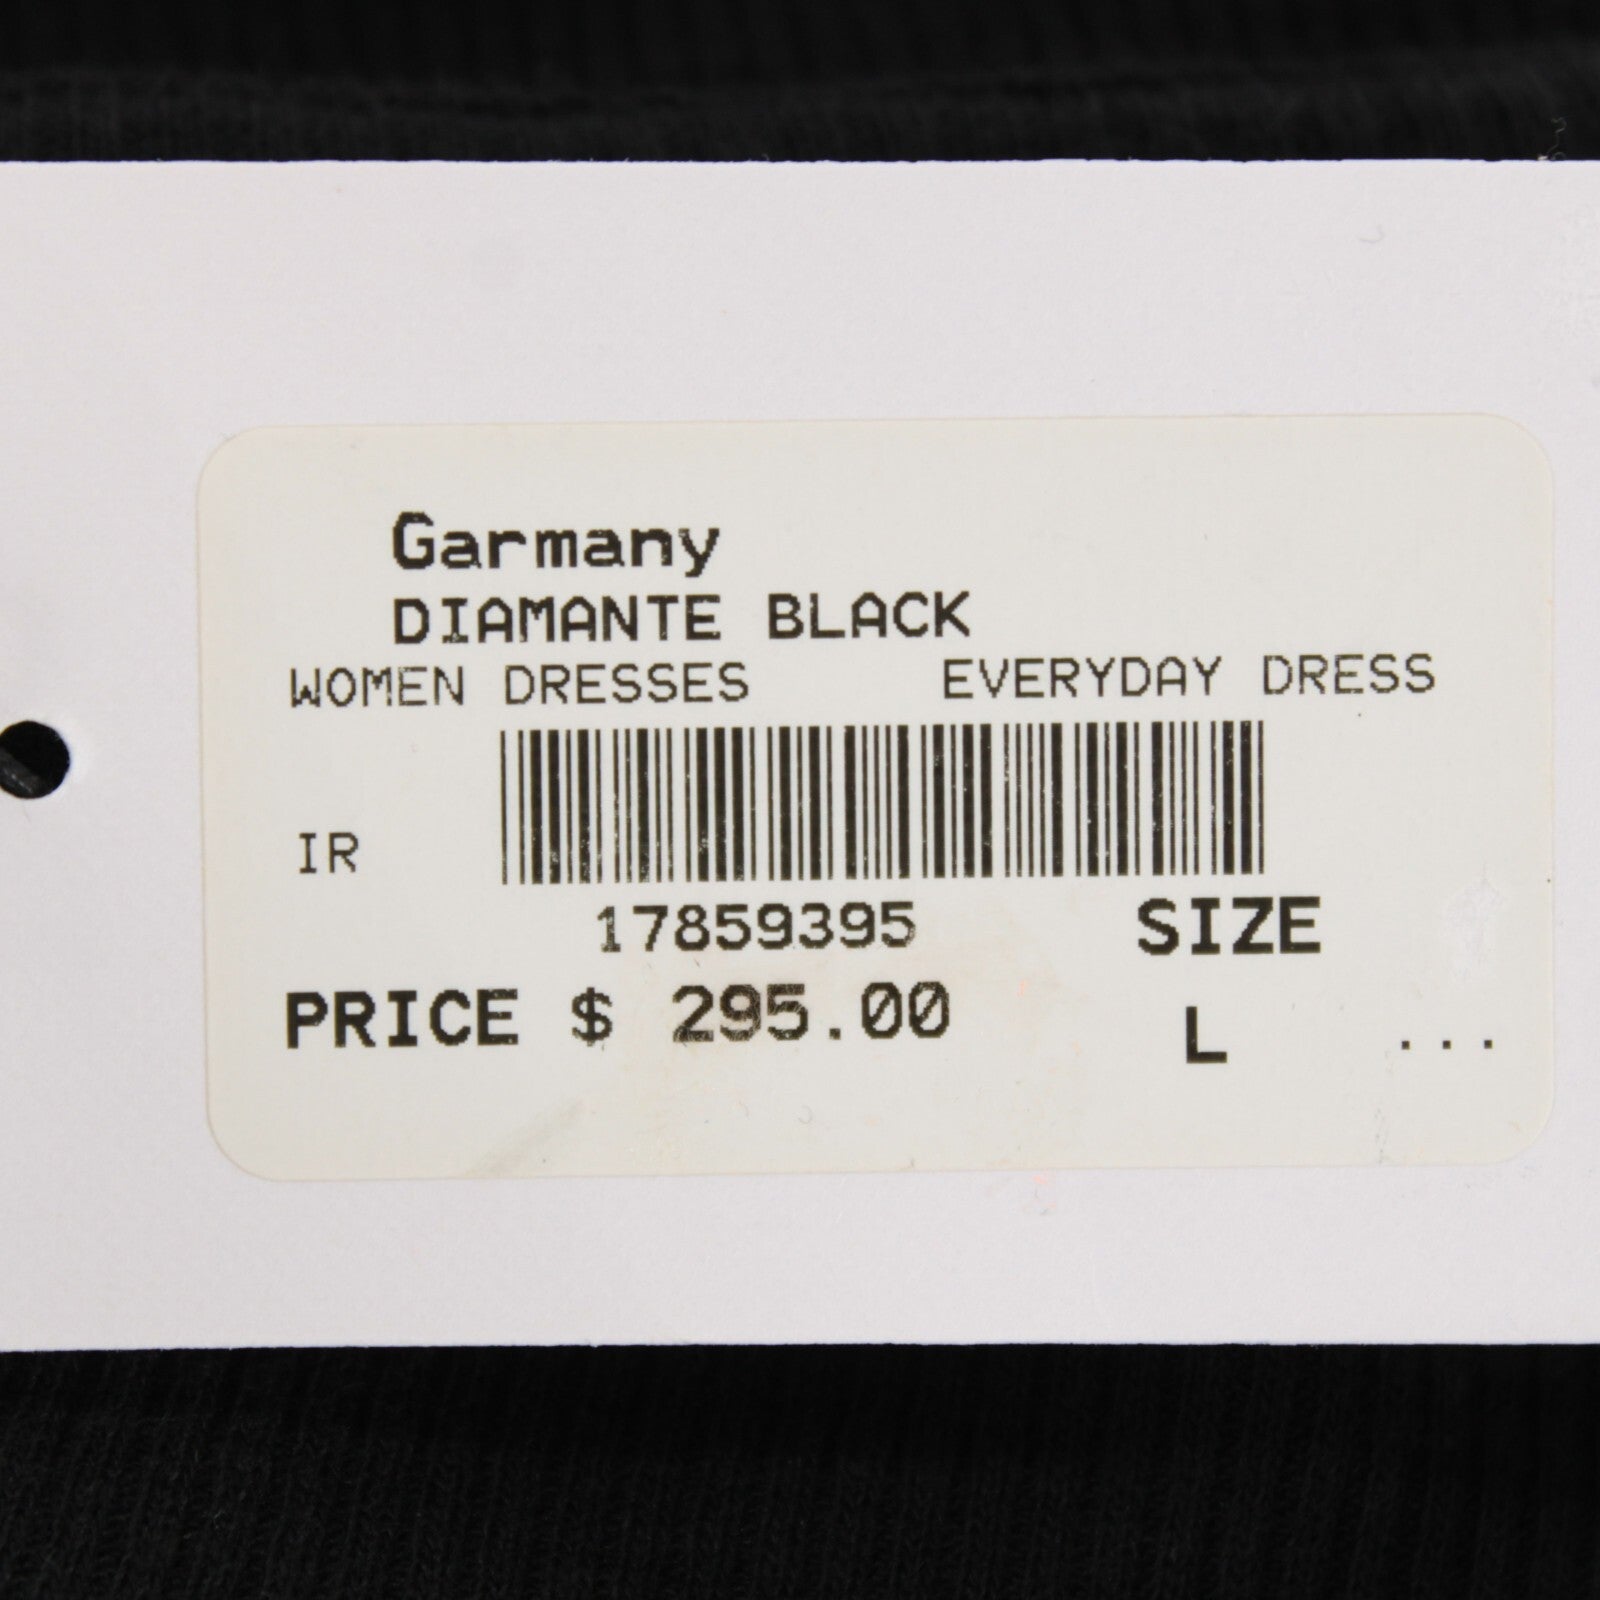 Garmany
DIAMANTE BLACK
WOMEN DRESSES EVERYDAY DRESS
IR
17859395 SIZE
PRICE $ 295.00 L ...